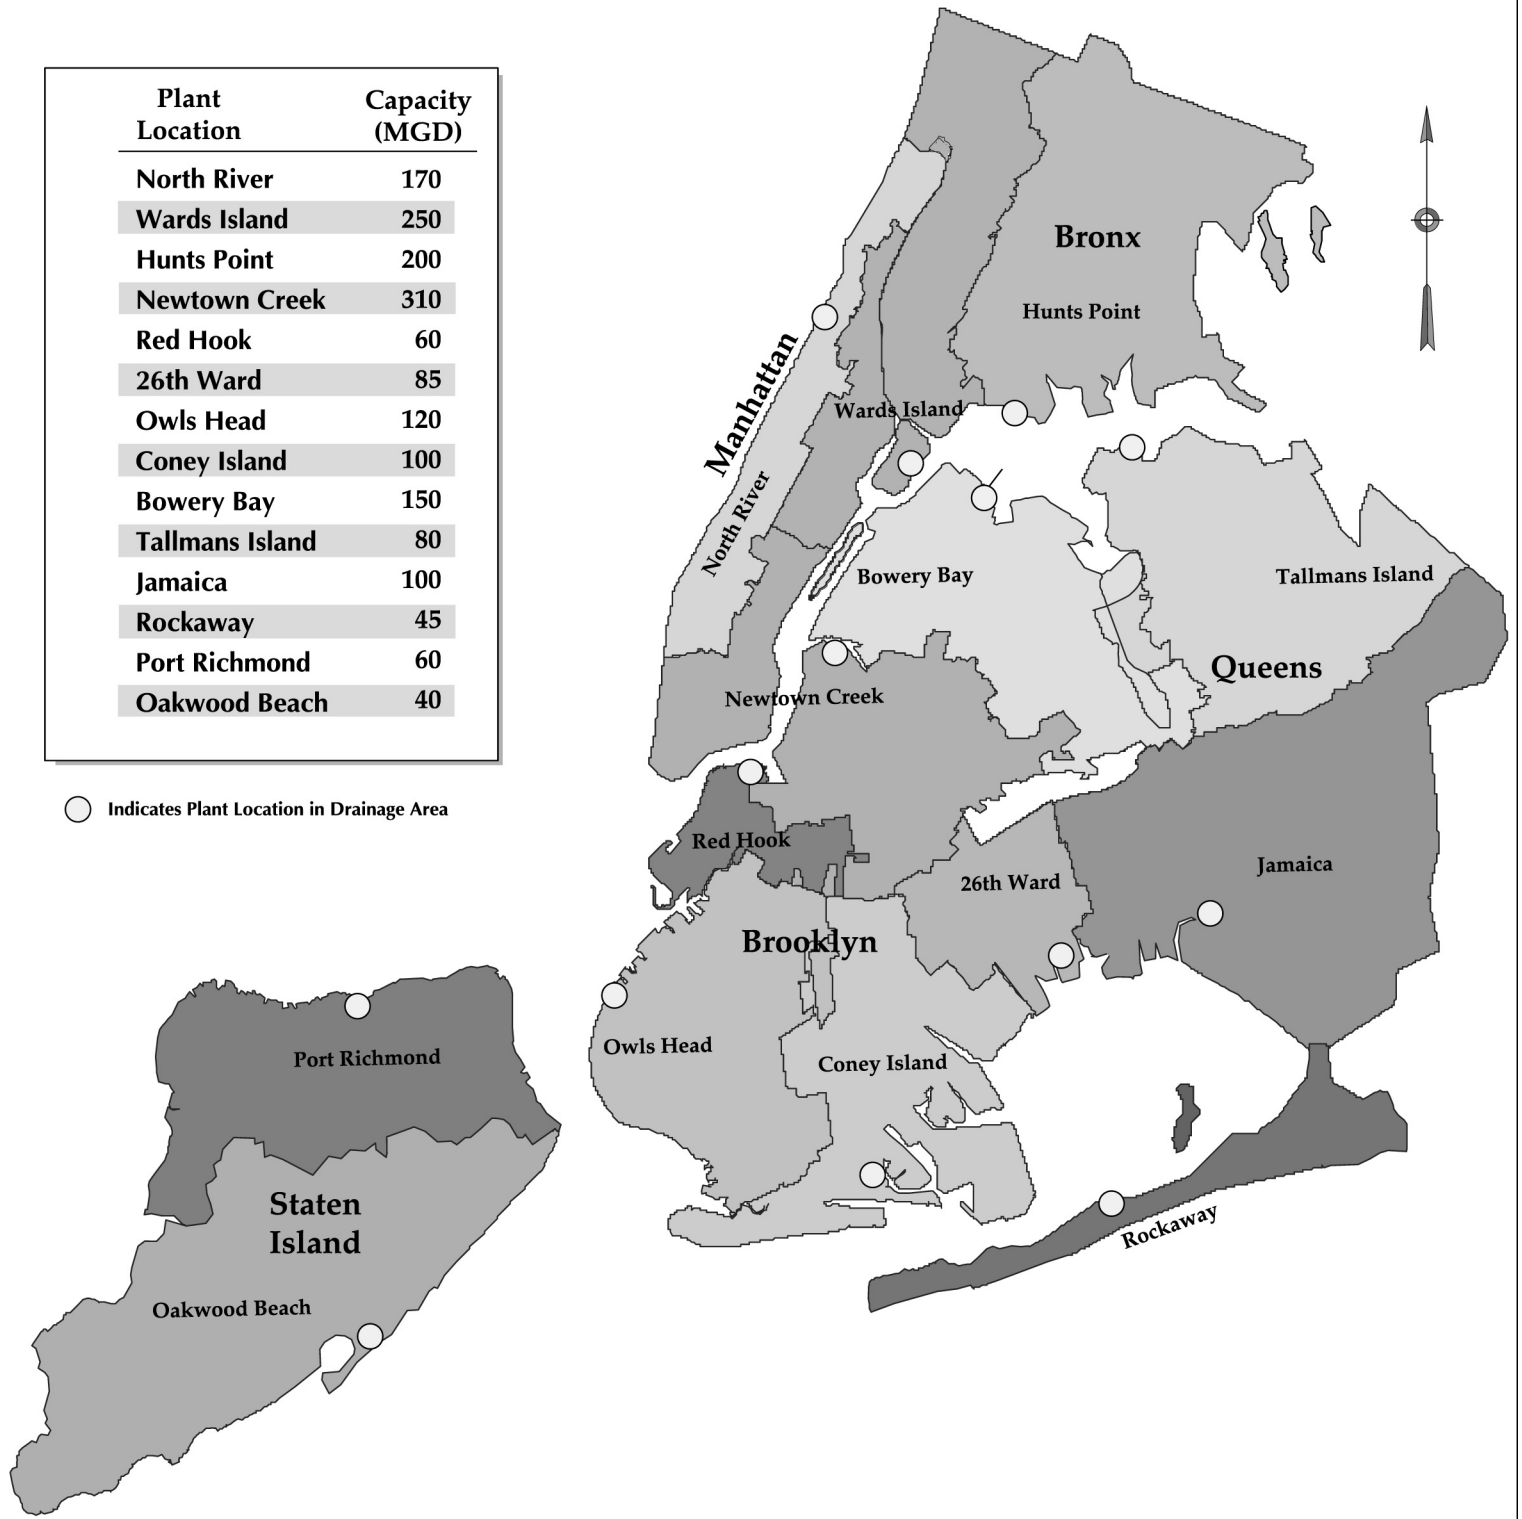 Plant Capacity
Location (MGD)
North River 170
Wards Island 250
Hunts Point 200
Newtown Creek 310
Red Hook 60
26th Ward 85
Owls Head 120
Coney Island 100
Bowery Bay 150
Tallmans Island 80
Jamaica 100
Rockaway 45
Port Richmond 60
Oakwood Beach 40
Indicates Plant Location in Drainage Area
Bronx
Hunts Point
Manhattan
Wards Island
North River
Bowery Bay
Tallmans Island
Queens
Newtown Creek
Red Hook
Jamaica
26th Ward
Brooklyn
Owls Head
Coney Island
Port Richmond
Staten
Island
Rockaway
Oakwood Beach